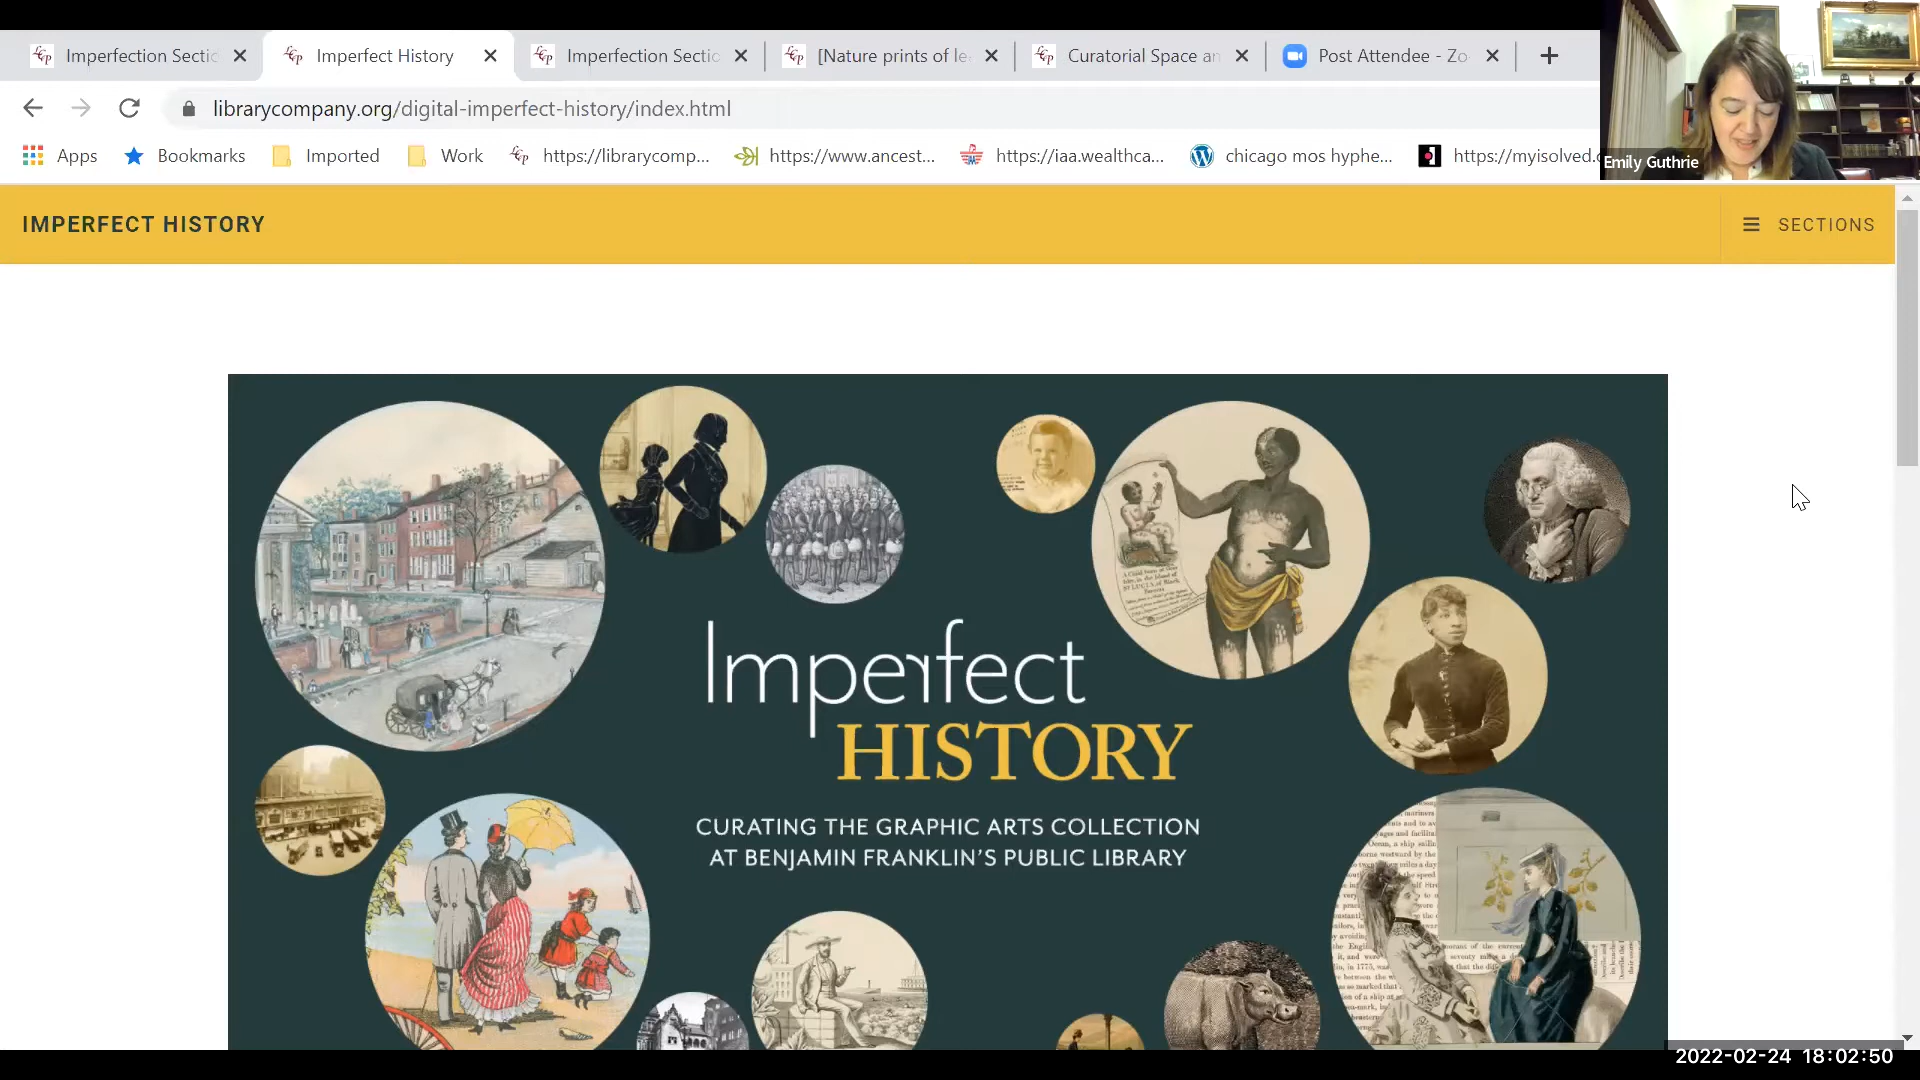 Imperfection Sectio
Imperfect History
Imperfection Sectio
[Nature prints of le
Curatorial Space an
Post Attendee - Zo
librarycompany.org/digital-imperfect-history/index.html
Apps
Bookmarks
Imported
Work
https://librarycomp...
https://www.ancest...
https://iaa.wealthca...
chicago mos hyphe...
https://myisolved.c
Emily Guthrie
IMPERFECT HISTORY
SECTIONS
Imperfect
HISTORY
CURATING THE GRAPHIC ARTS COLLECTION
AT BENJAMIN FRANKLIN'S PUBLIC LIBRARY
2022-02-24 18:02:50